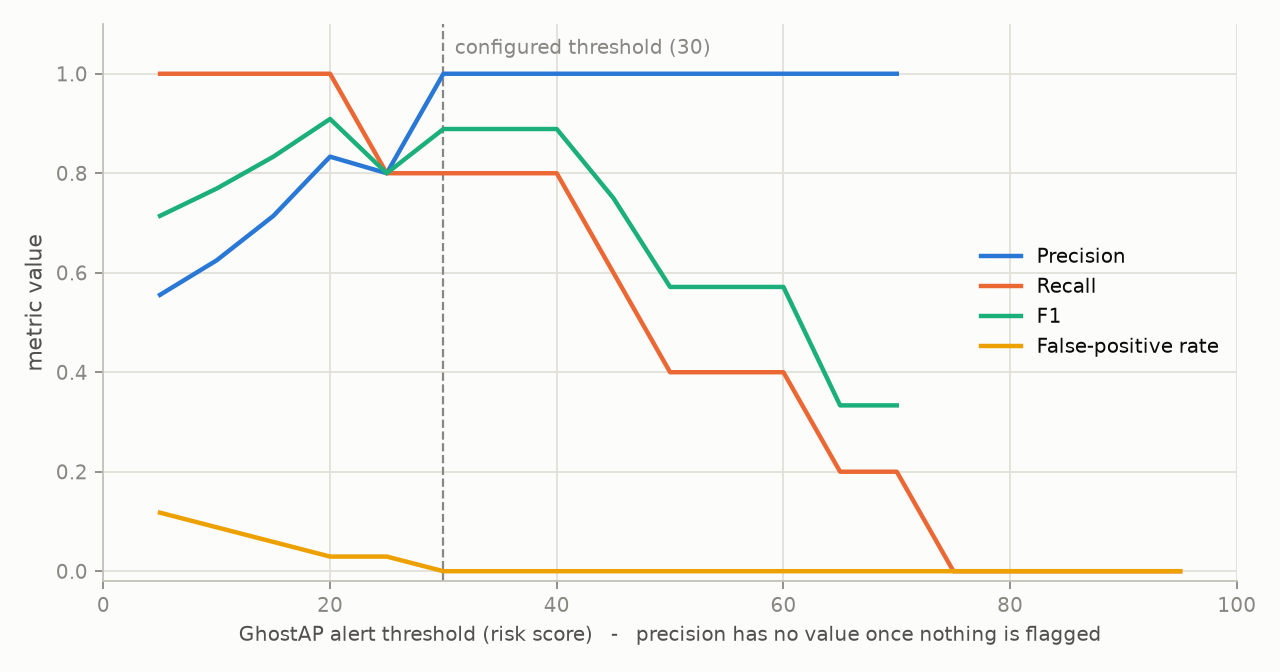 configured threshold (30)
1.0
0.8
0.6
0.4
0.2
0.0
metric value
Precision
Recall
F1
False-positive rate
0 20 40 60 80 100
GhostAP alert threshold (risk score) - precision has no value once nothing is flagged